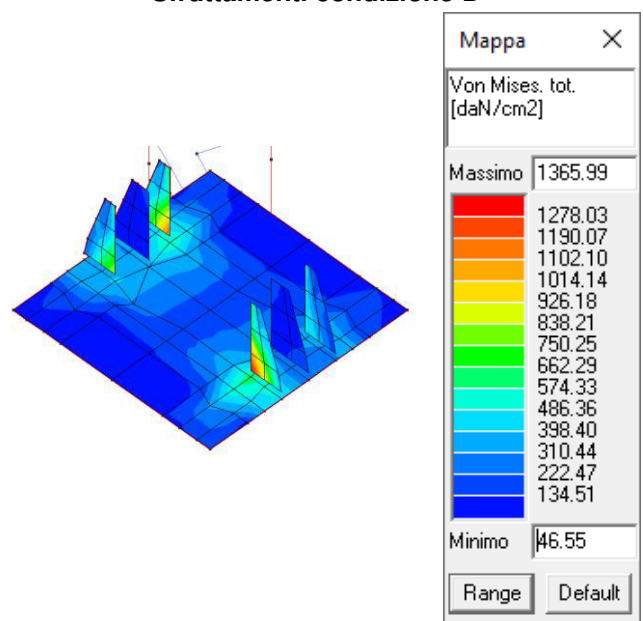 Mappa
Von Mises. tot.
[daN/cm2]
Massimo 1365.99
1278.03
1190.07
1102.10
1014.14
926.18
838.21
750.25
662.29
574.33
486.36
398.40
310.44
222.47
134.51
Minimo 46.55
Range Default